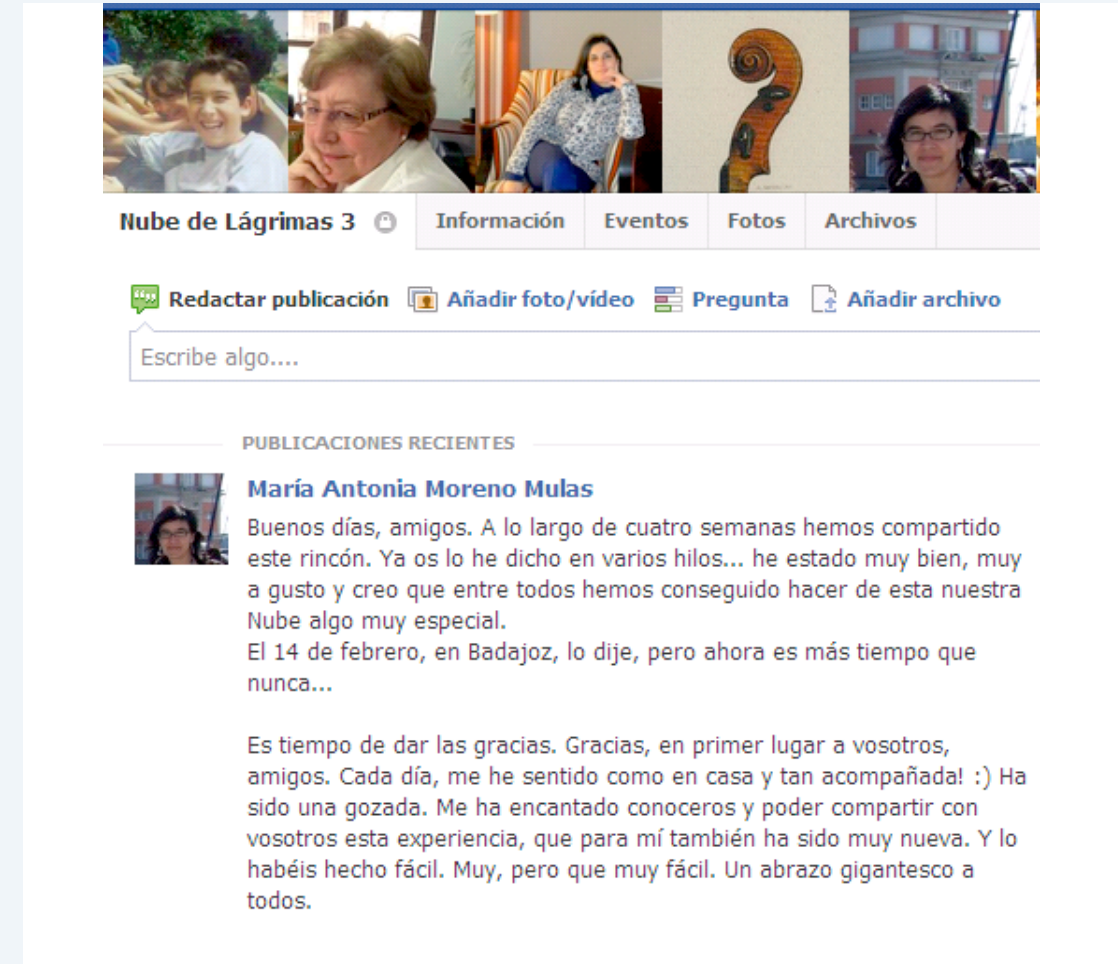 Nube de Lágrimas 3 Información Eventos Fotos Archivos
Redactar publicación Añadir foto/vídeo Pregunta Añadir archivo
Escribe algo....
PUBLICACIONES RECIENTES
María Antonia Moreno Mulas
Buenos días, amigos. A lo largo de cuatro semanas hemos compartido
este rincón. Ya os lo he dicho en varios hilos... he estado muy bien, muy
a gusto y creo que entre todos hemos conseguido hacer de esta nuestra
Nube algo muy especial.
El 14 de febrero, en Badajoz, lo dije, pero ahora es más tiempo que
nunca...
Es tiempo de dar las gracias. Gracias, en primer lugar a vosotros,
amigos. Cada día, me he sentido como en casa y tan acompañada! :) Ha
sido una gozada. Me ha encantado conoceros y poder compartir con
vosotros esta experiencia, que para mí también ha sido muy nueva. Y lo
habéis hecho fácil. Muy, pero que muy fácil. Un abrazo gigantesco a
todos.